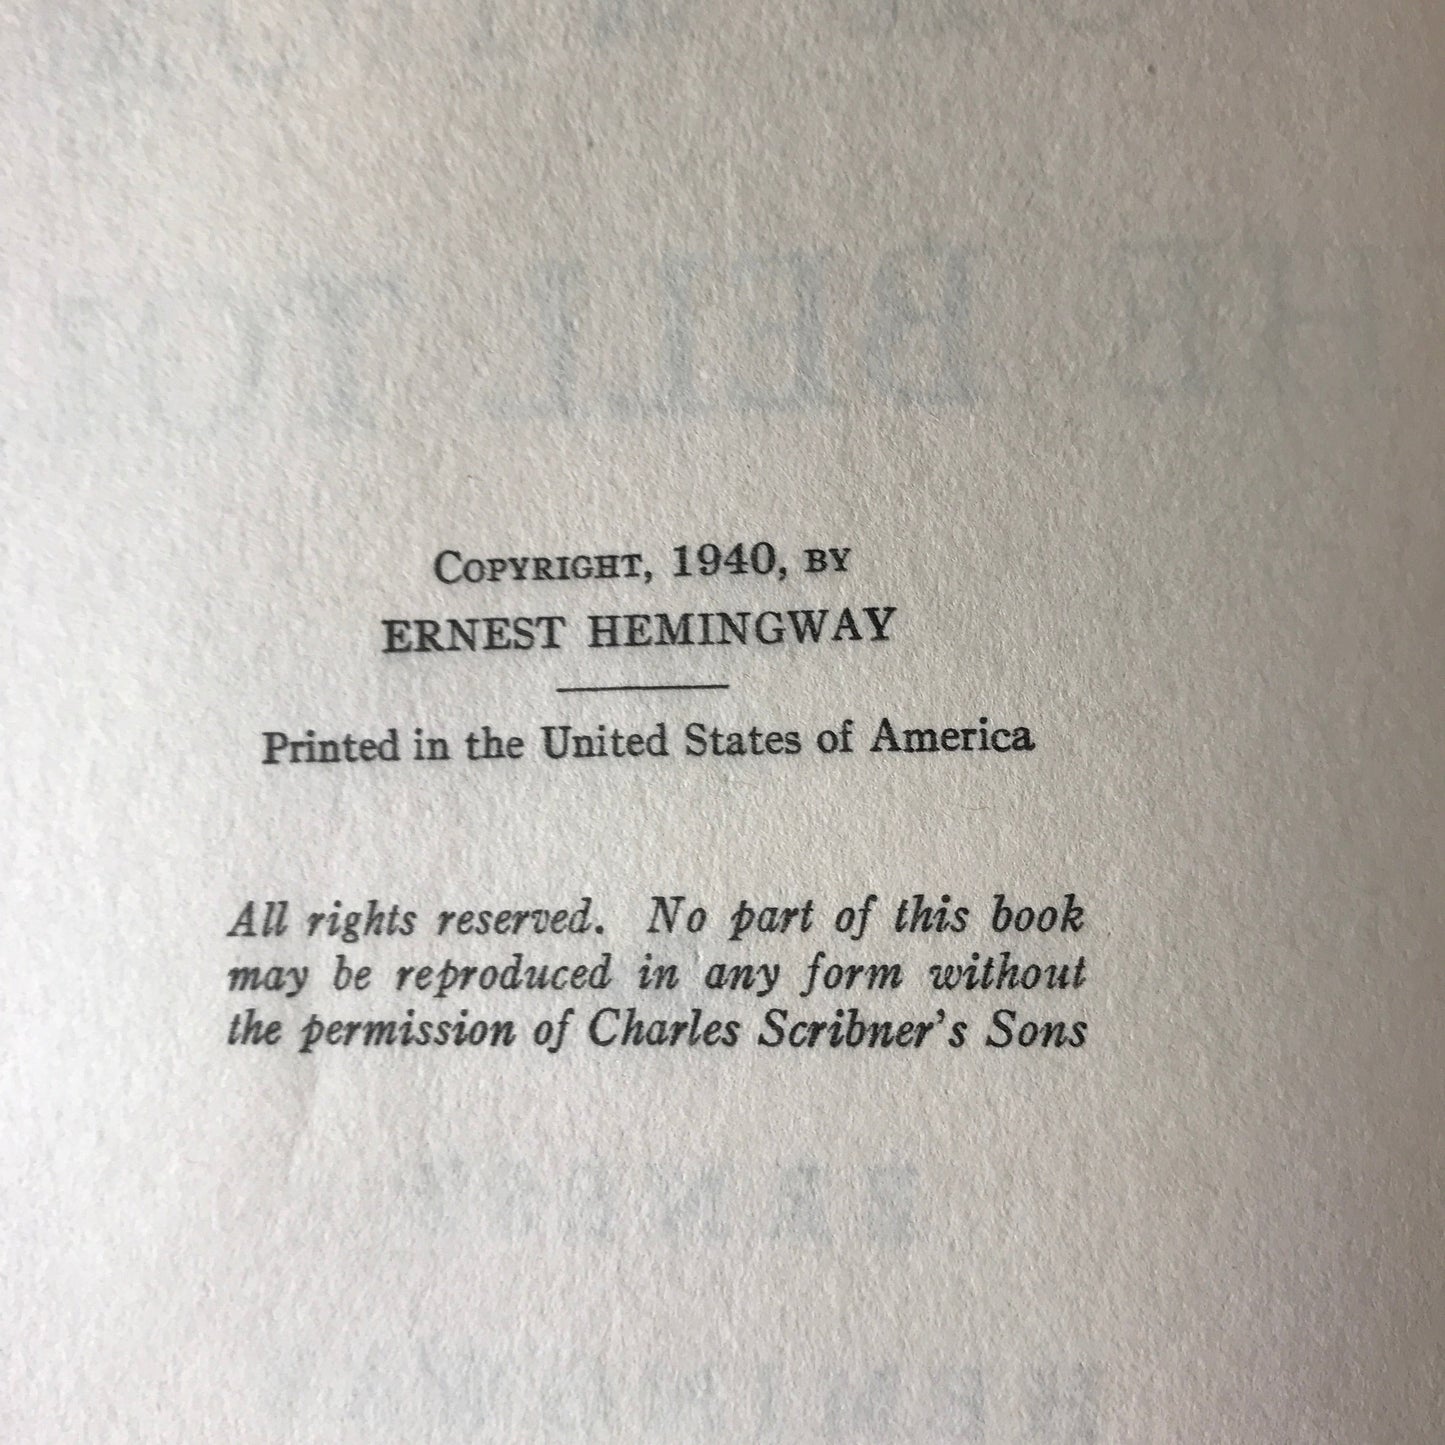 COPYRIGHT, 1940, BY
ERNEST HEMINGWAY
Printed in the United States of America
All rights reserved. No part of this book
may be reproduced in any form without
the permission of Charles Scribner's Sons